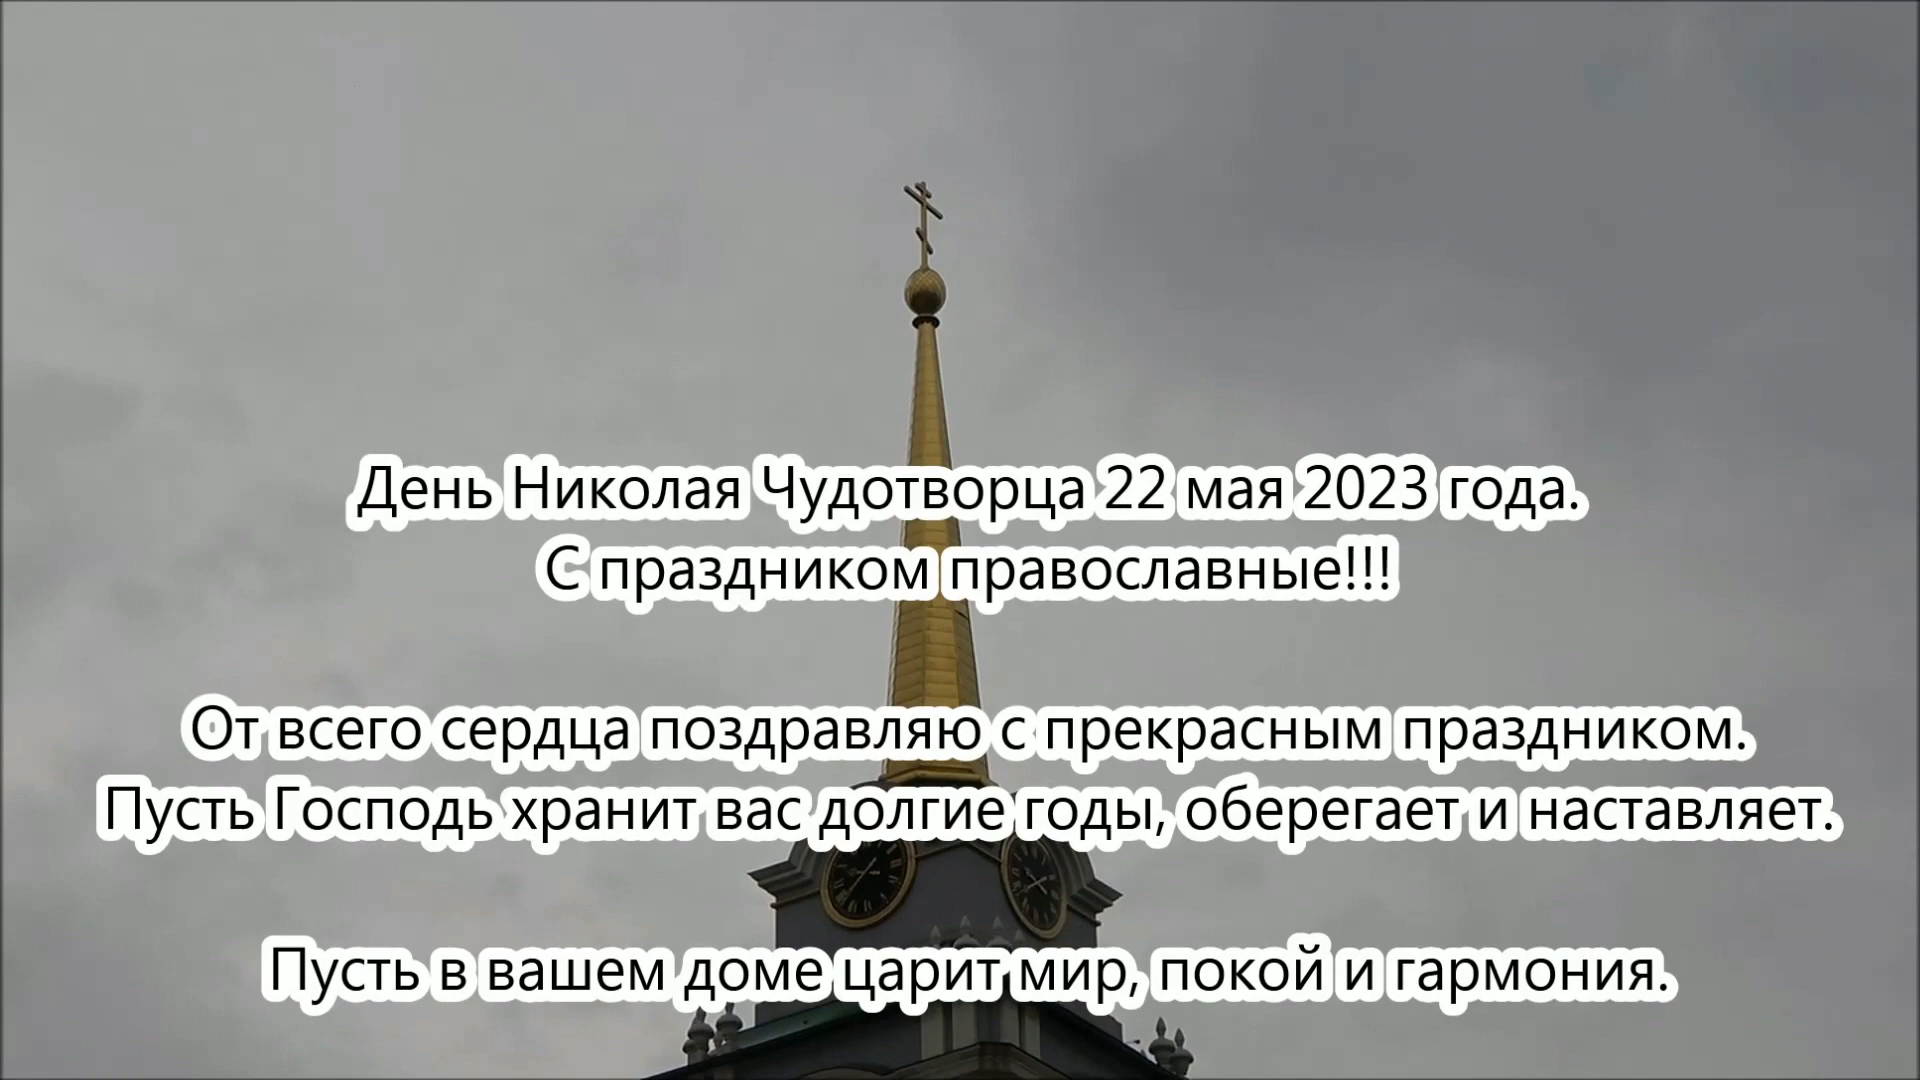 День Николая Чудотворца 22 мая 2023 года.
С праздником православные!!!
От всего сердца поздравляю с прекрасным праздником.
Пусть Господь хранит вас долгие годы, оберегает и наставляет.
Пусть в вашем доме царит мир, покой и гармония.